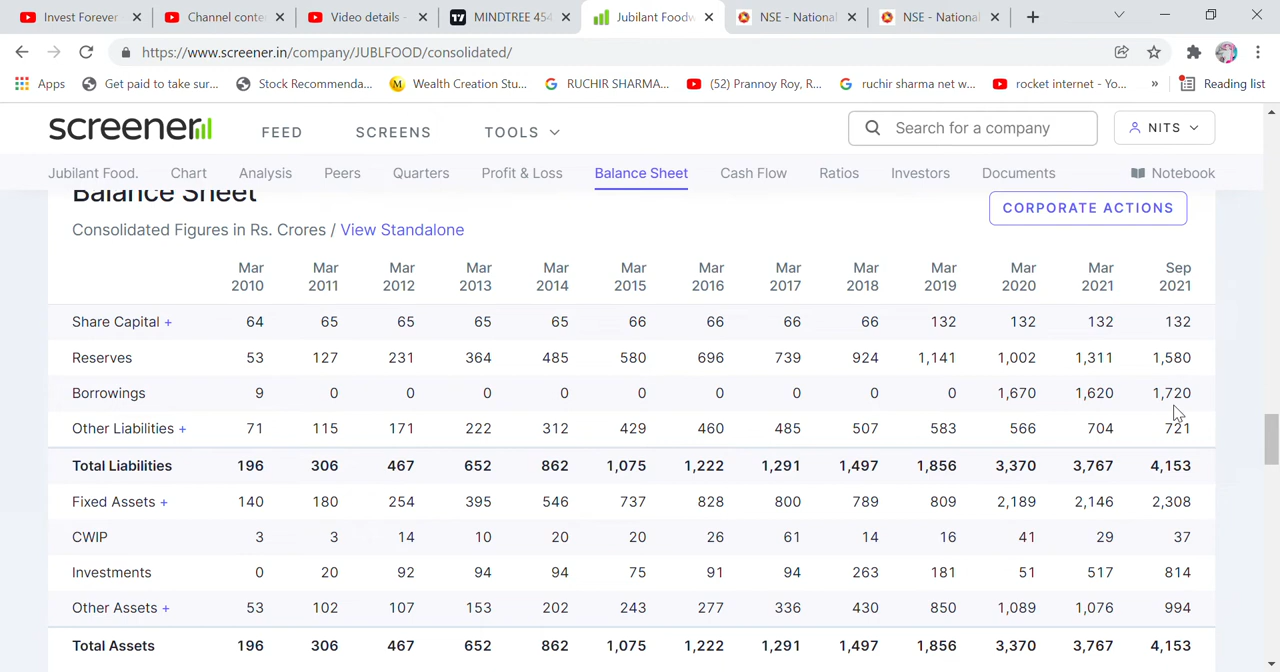 Invest Forever
Channel conte
Video details -
MINDTREE 454
Jubilant Foodw
NSE - National
NSE - National
https://www.screener.in/company/JUBLFOOD/consolidated/
Apps Get paid to take sur... Stock Recommenda... M Wealth Creation Stu... RUCHIR SHARMA... (52) Prannoy Roy, R... ruchir sharma net w... rocket internet - Yo... » Reading list
screener FEED SCREENS TOOLS Search for a company NITS
Jubilant Food. Chart Analysis Peers Quarters Profit & Loss Balance Sheet Cash Flow Ratios Investors Documents Notebook
Balance Sheet
CORPORATE ACTIONS
Consolidated Figures in Rs. Crores / View Standalone
Mar Mar Mar Mar Mar Mar Mar Mar Mar Mar Mar Mar Sep
2010 2011 2012 2013 2014 2015 2016 2017 2018 2019 2020 2021 2021
Share Capital + 64 65 65 65 65 66 66 66 66 132 132 132 132
Reserves 53 127 231 364 485 580 696 739 924 1,141 1,002 1,311 1,580
Borrowings 9 0 0 0 0 0 0 0 0 0 1,670 1,620 1,720
Other Liabilities + 71 115 171 222 312 429 460 485 507 583 566 704 721
Total Liabilities 196 306 467 652 862 1,075 1,222 1,291 1,497 1,856 3,370 3,767 4,153
Fixed Assets + 140 180 254 395 546 737 828 800 789 809 2,189 2,146 2,308
CWIP 3 3 14 10 20 20 26 61 14 16 41 29 37
Investments 0 20 92 94 94 75 91 94 263 181 51 517 814
Other Assets + 53 102 107 153 202 243 277 336 430 850 1,089 1,076 994
Total Assets 196 306 467 652 862 1,075 1,222 1,291 1,497 1,856 3,370 3,767 4,153